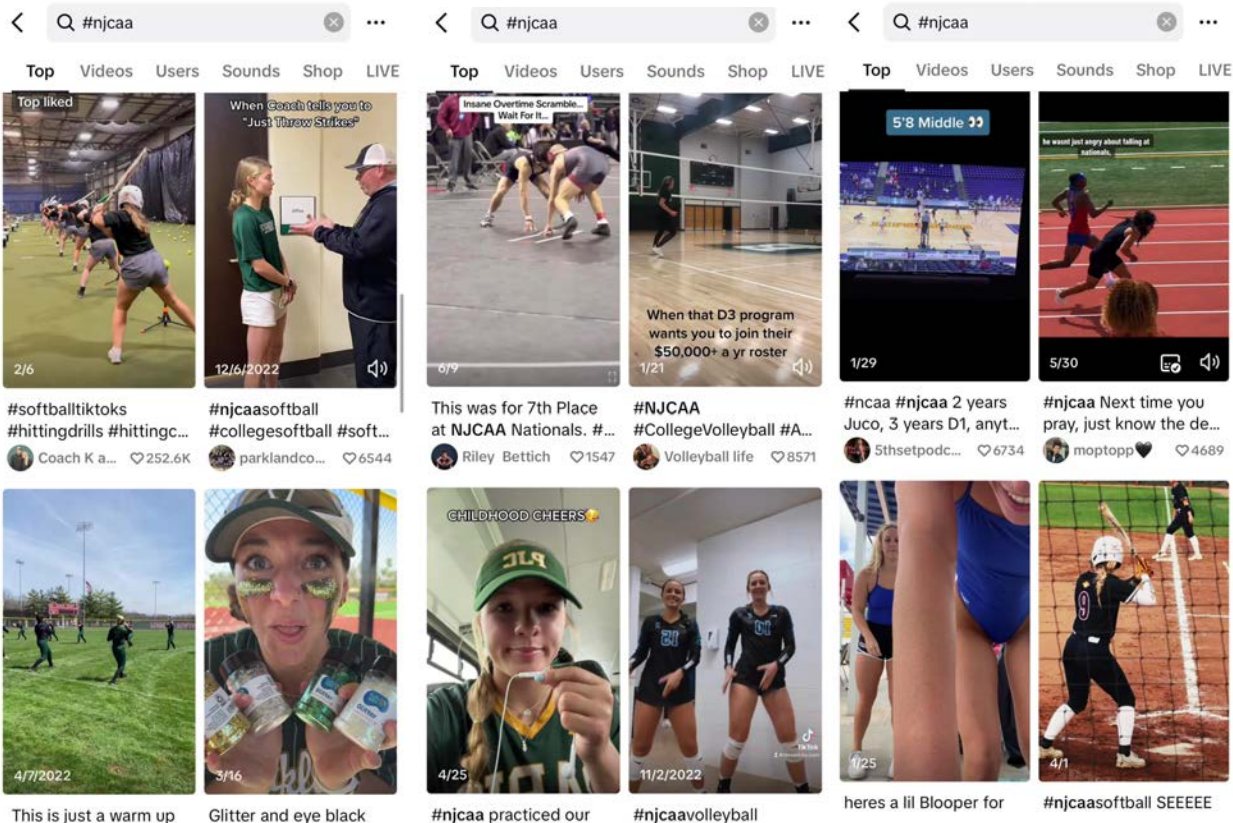 #njcaa
Top Videos Users Sounds Shop LIVE
Top liked
2/6
When Coach tells you to
"Just Throw Strikes"
12/6/2022
#softballtiktoks
#hittingdrills #hittingc...
Coach K a... 252.6K
#njcaasoftball
#collegesoftball #soft...
parklandco... 6544
4/7/2022
This is just a warm up
Glitter
3/16
Glitter and eye black
#njcaa
Top Videos Users Sounds Shop LIVE
Insane Overtime Scramble...
Wait For It...
6/9
When that D3 program
wants you to join their
$50,000+ a yr roster
1/21
This was for 7th Place
at NJCAA Nationals. #...
Riley Bettich 1547
#NJCAA
#CollegeVolleyball #A...
Volleyball life 8571
CHILDHOOD CHEERS
4/25
#njcaa practiced our
TikTok
11/2/2022
#njcaavolleyball
#njcaa
Top Videos Users Sounds Shop LIVE
5'8 Middle
1/29
he wasnt just angry about falling at
nationals,
5/30
#ncaa #njcaa 2 years
Juco, 3 years D1, anyt...
5thsetpodc... 6734
#njcaa Next time you
pray, just know the de...
moptopp 4689
1/25
heres a lil Blooper for
9
4/1
#njcaasoftball SEEEEE